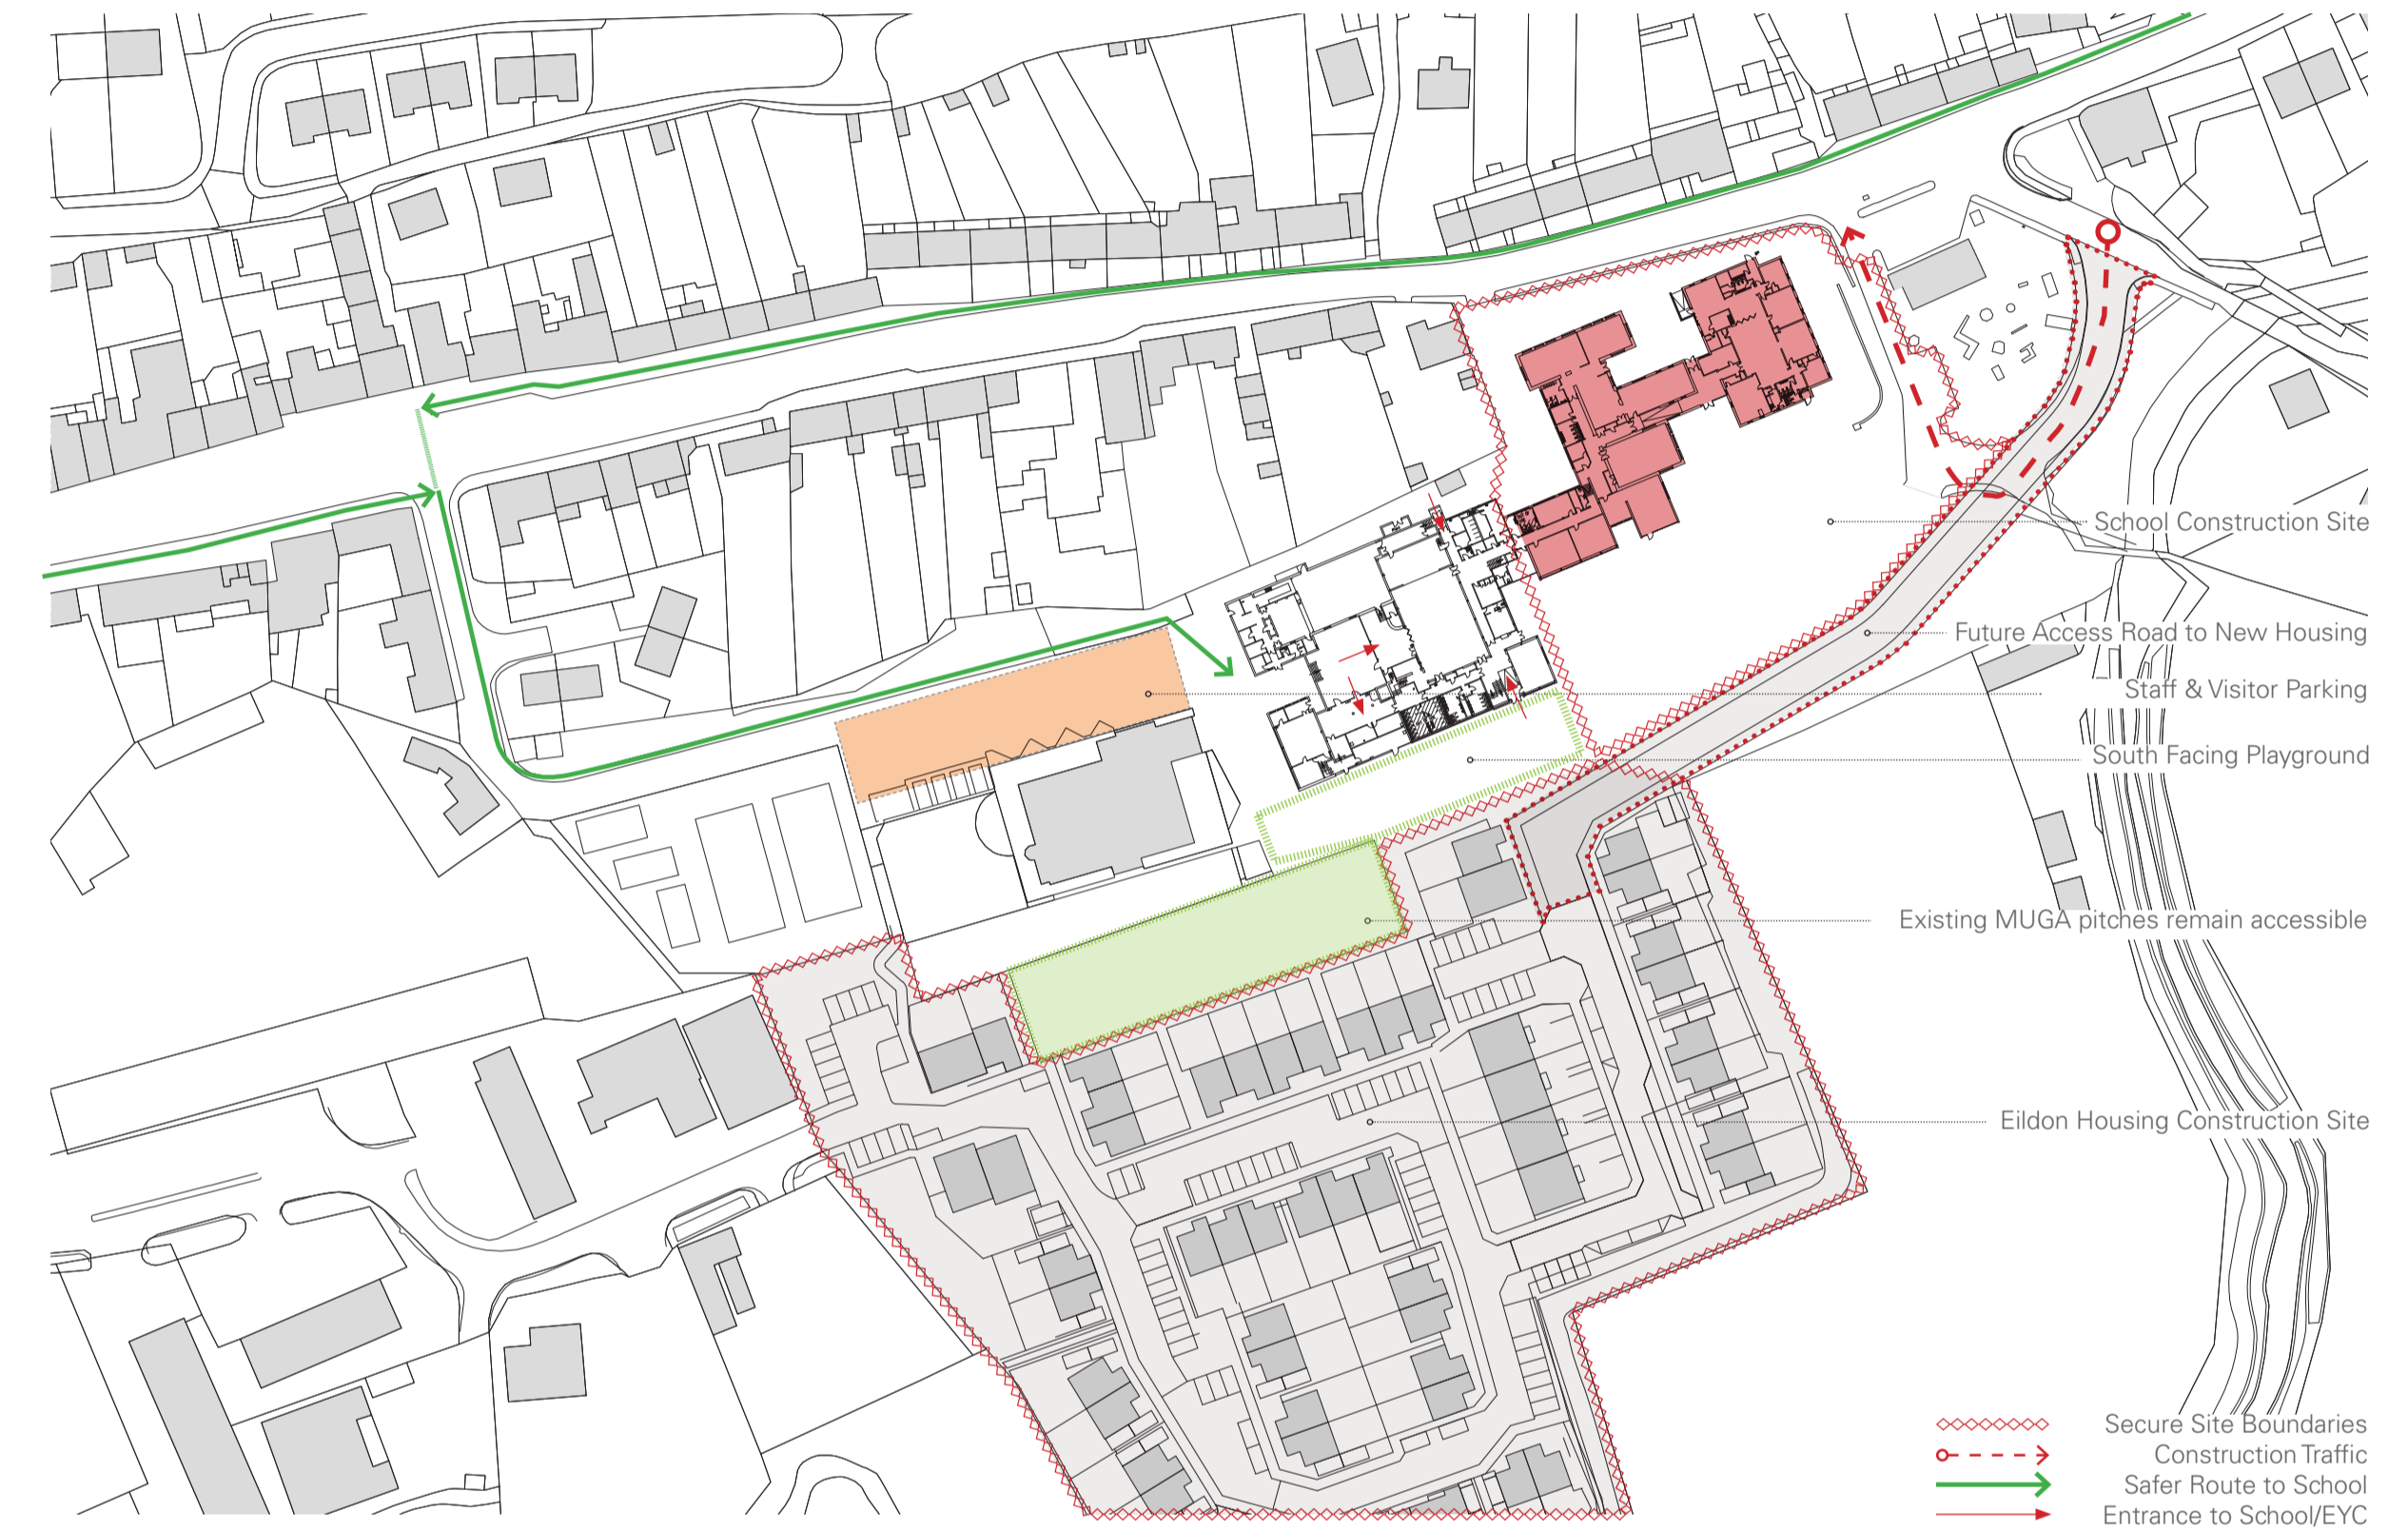 School Construction Site
Future Access Road to New Housing
Staff & Visitor Parking
South Facing Playground
Existing MUGA pitches remain accessible
Eildon Housing Construction Site
Secure Site Boundaries
Construction Traffic
Safer Route to School
Entrance to School/EYC